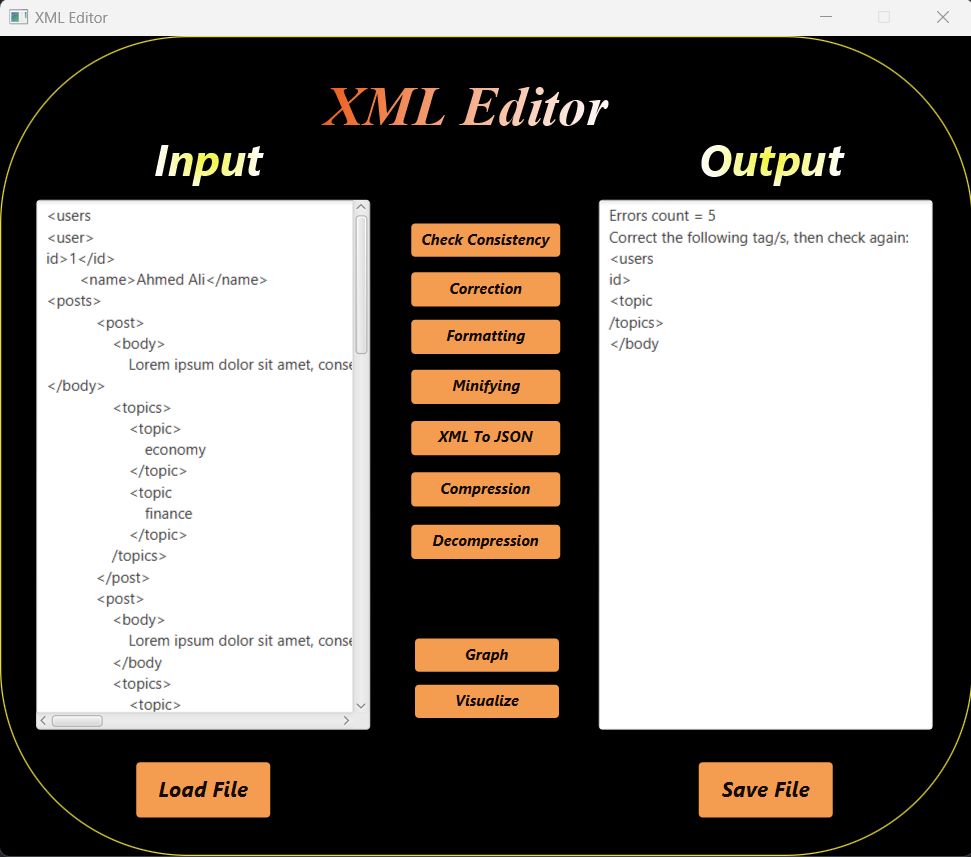 XML Editor
XML Editor
Input
Output
<users
<user>
id>1</id>
<name>Ahmed Ali</name>
<posts>
<post>
<body>
Lorem ipsum dolor sit amet, conse
</body>
<topics>
<topic>
economy
</topic>
<topic
finance
</topic>
/topics>
</post>
<post>
<body>
Lorem ipsum dolor sit amet, conse
</body
<topics>
<topic>
Check Consistency
Correction
Formatting
Minifying
XML To JSON
Compression
Decompression
Graph
Visualize
Errors count = 5
Correct the following tag/s, then check again:
<users
id>
<topic
/topics>
</body
Load File
Save File